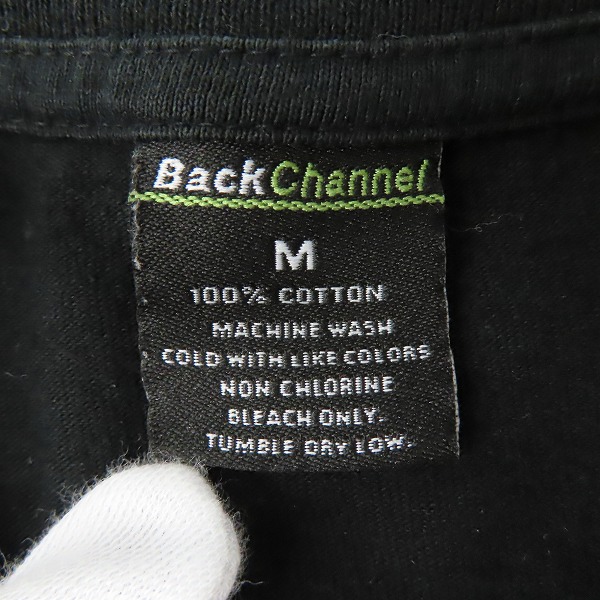 BackChannel
M
100% COTTON
MACHINE WASH
COLD WITH LIKE COLORS
NON CHLORINE
BLEACH ONLY.
TUMBLE DRY LOW.